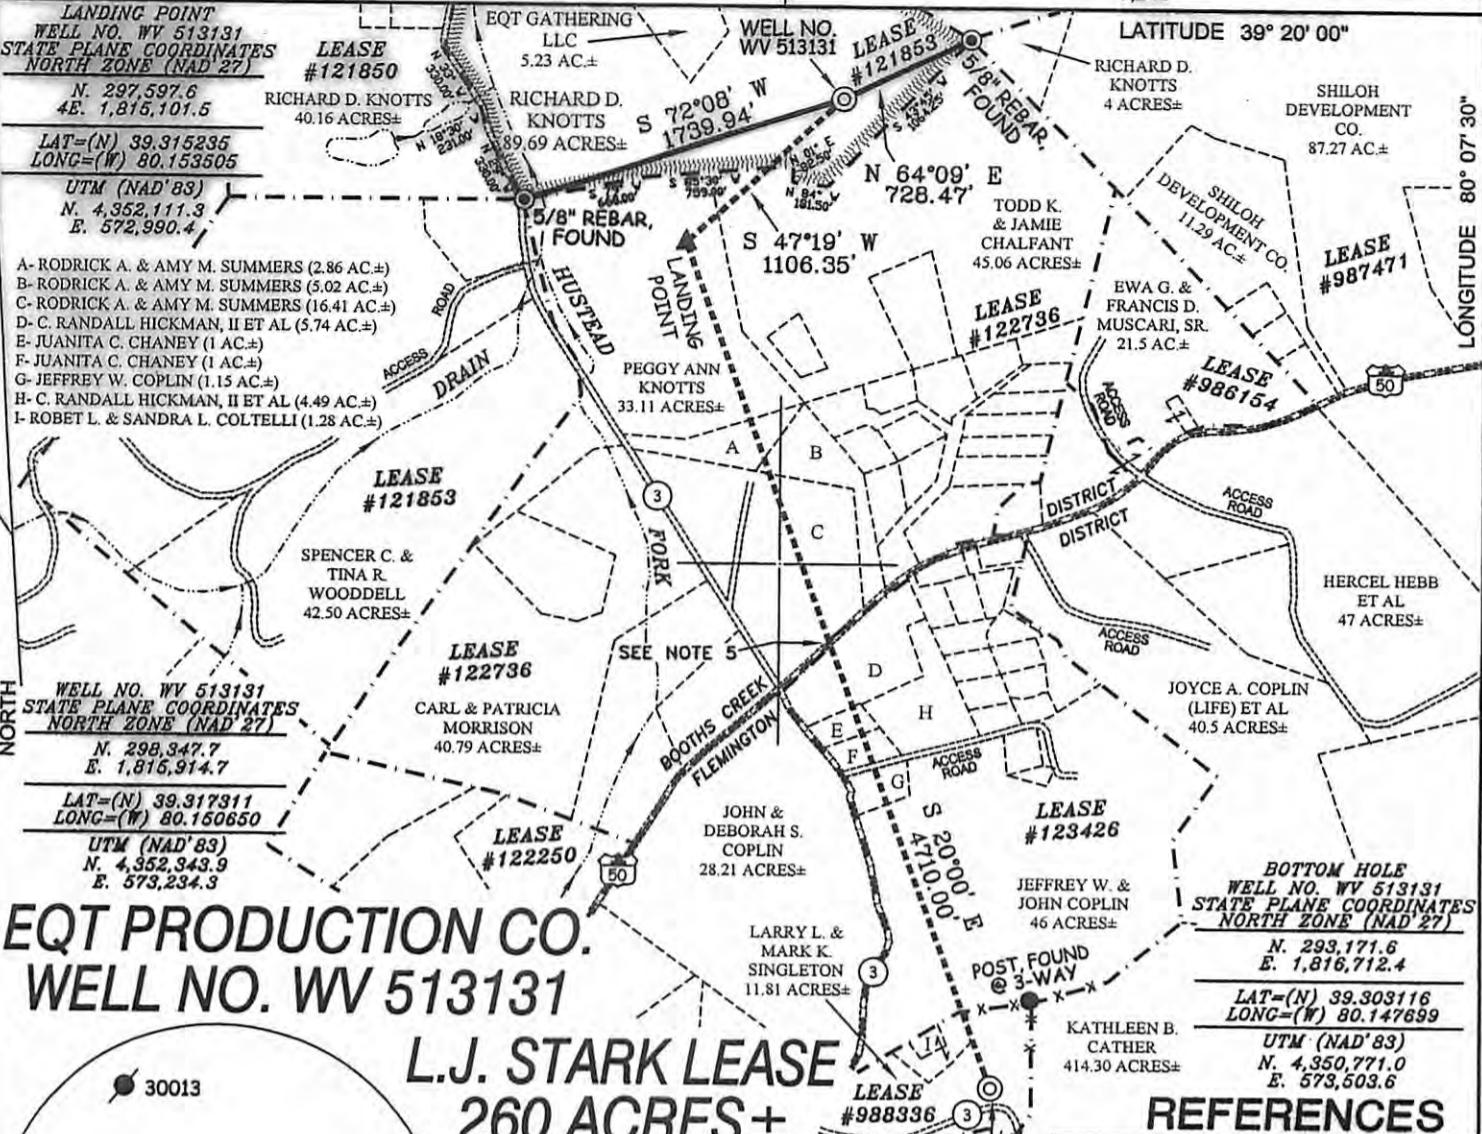 LANDING POINT
WELL NO. WV 513131
STATE PLANE COORDINATES
NORTH ZONE (NAD'27)
N. 297,597.6
4E. 1,815,101.5
LAT=(N) 39.315235
LONG=(W) 80.153505
UTM (NAD'83)
N. 4,352,111.3
E. 572,990.4
LEASE
#121850
RICHARD D. KNOTTS
40.16 ACRES±
EQT GATHERING
LLC
5.23 AC.±
RICHARD D.
KNOTTS
89.69 ACRES±
WELL NO.
WV 513131
LEASE
#121853
S 72°08' W
1739.94'
5/8" REBAR,
FOUND
LATITUDE 39° 20' 00"
RICHARD D.
KNOTTS
4 ACRES±
SHILOH
DEVELOPMENT
CO.
87.27 AC.±
LONGITUDE 80° 07' 30"
N 18°30' W
231.00'
5/8" REBAR,
FOUND
N 64°09' E
728.47'
S 47°19' W
1106.35'
TODD K.
& JAMIE
CHALFANT
45.06 ACRES±
SHILOH
DEVELOPMENT CO.
11.29 AC.±
LEASE
#987471
A- RODRICK A. & AMY M. SUMMERS (2.86 AC.±)
B- RODRICK A. & AMY M. SUMMERS (5.02 AC.±)
C- RODRICK A. & AMY M. SUMMERS (16.41 AC.±)
D- C. RANDALL HICKMAN, II ET AL (5.74 AC.±)
E- JUANITA C. CHANEY (1 AC.±)
F- JUANITA C. CHANEY (1 AC.±)
G- JEFFREY W. COPLIN (1.15 AC.±)
H- C. RANDALL HICKMAN, II ET AL (4.49 AC.±)
I- ROBET L. & SANDRA L. COLTELLI (1.28 AC.±)
ACCESS ROAD
DRAIN
HUSTEAD
FORK
LANDING
POINT
LEASE
#122736
EWA G. &
FRANCIS D.
MUSCARI, SR.
21.5 AC.±
LEASE
#986154
50
PEGGY ANN
KNOTTS
33.11 ACRES±
ACCESS
ROAD
A
B
C
3
LEASE
#121853
DISTRICT
DISTRICT
ACCESS
ROAD
SPENCER C. &
TINA R.
WOODDELL
42.50 ACRES±
HERCEL HEBB
ET AL
47 ACRES±
LEASE
#122736
SEE NOTE 5
ACCESS
ROAD
D
H
E
F
G
CARL & PATRICIA
MORRISON
40.79 ACRES±
BOOTHS CREEK
FLEMINGTON
JOYCE A. COPLIN
(LIFE) ET AL
40.5 ACRES±
ACCESS
ROAD
NORTH
WELL NO. WV 513131
STATE PLANE COORDINATES
NORTH ZONE (NAD'27)
N. 298,347.7
E. 1,815,914.7
LAT=(N) 39.317311
LONG=(W) 80.150650
UTM (NAD'83)
N. 4,352,343.9
E. 573,234.3
LEASE
#122250
50
JOHN &
DEBORAH S.
COPLIN
28.21 ACRES±
S 20°00' E
4710.00'
LEASE
#123426
JEFFREY W. &
JOHN COPLIN
46 ACRES±
BOTTOM HOLE
WELL NO. WV 513131
STATE PLANE COORDINATES
NORTH ZONE (NAD'27)
N. 293,171.6
E. 1,816,712.4
LAT=(N) 39.303116
LONG=(W) 80.147699
UTM (NAD'83)
N. 4,350,771.0
E. 573,503.6
EQT PRODUCTION CO.
WELL NO. WV 513131
LARRY L. &
MARK K.
SINGLETON
11.81 ACRES±
3
POST, FOUND
@ 3-WAY
KATHLEEN B.
CATHER
414.30 ACRES±
I
L.J. STARK LEASE
260 ACRES±
LEASE
#988336
3
30013
REFERENCES